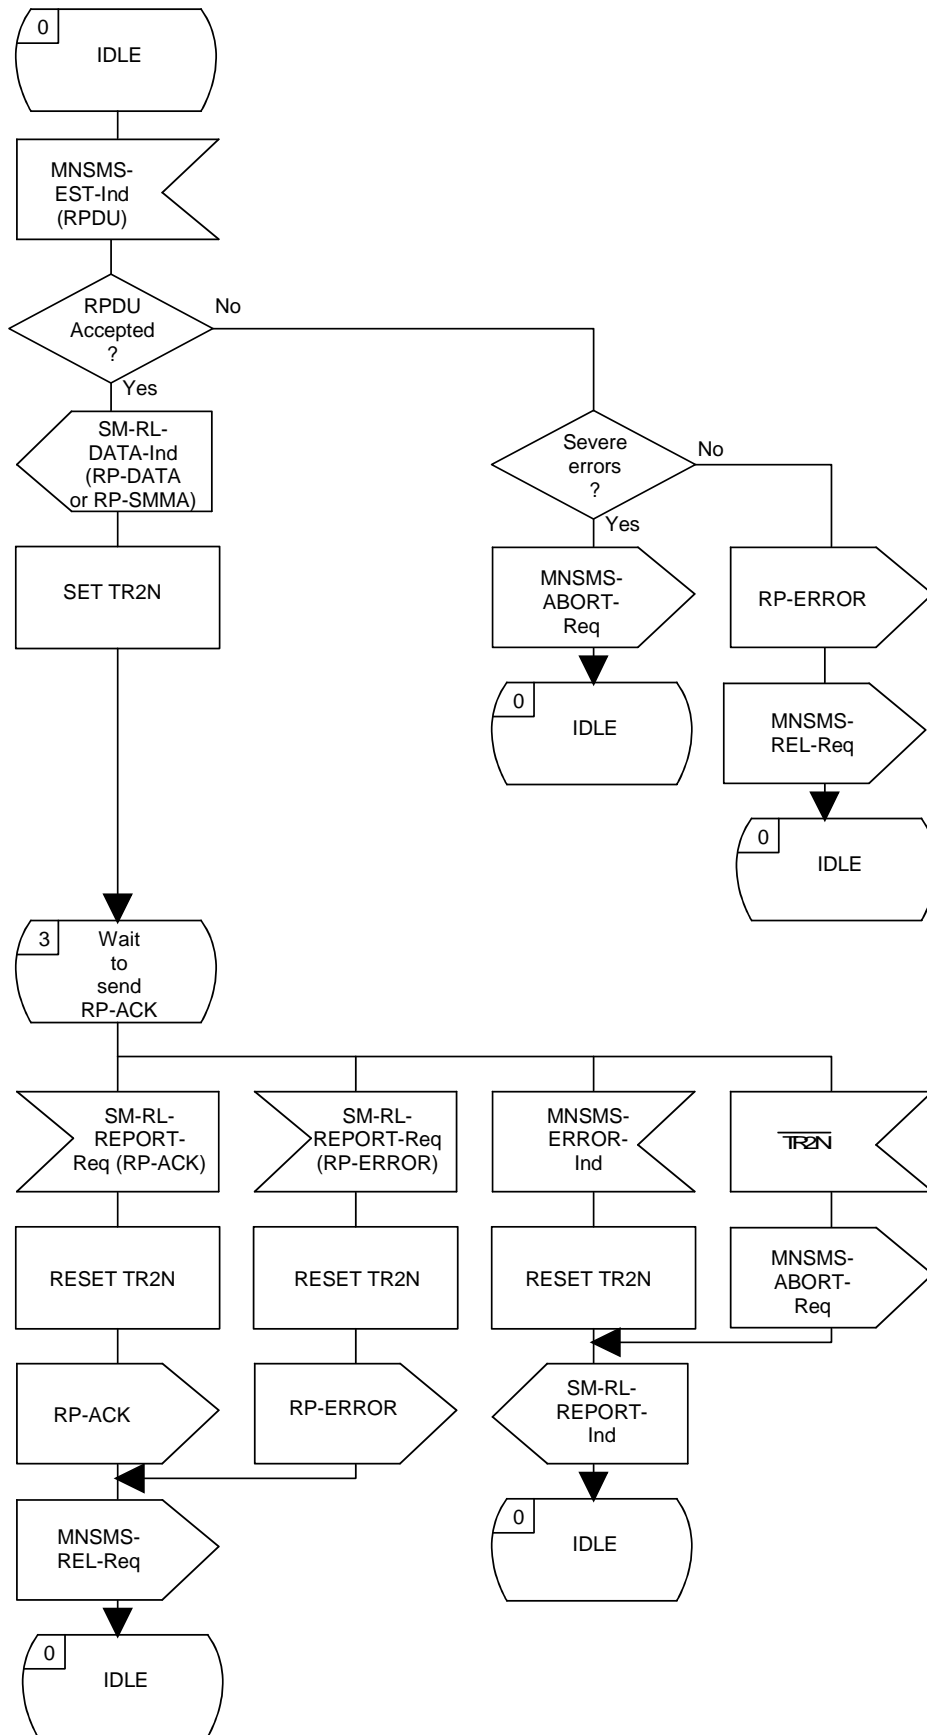 0
IDLE
MNSMS-
EST-Ind
(RPDU)
RPDU
Accepted
?
No
Yes
SM-RL-
DATA-Ind
(RP-DATA
or RP-SMMA)
Severe
errors
?
No
Yes
SET TR2N
MNSMS-
ABORT-
Req
RP-ERROR
0
IDLE
MNSMS-
REL-Req
0
IDLE
3
Wait
to
send
RP-ACK
SM-RL-
REPORT-
Req (RP-ACK)
SM-RL-
REPORT-Req
(RP-ERROR)
MNSMS-
ERROR-
Ind
TR2N
RESET TR2N
RESET TR2N
RESET TR2N
MNSMS-
ABORT-
Req
RP-ACK
RP-ERROR
SM-RL-
REPORT-
Ind
MNSMS-
REL-Req
0
IDLE
0
IDLE